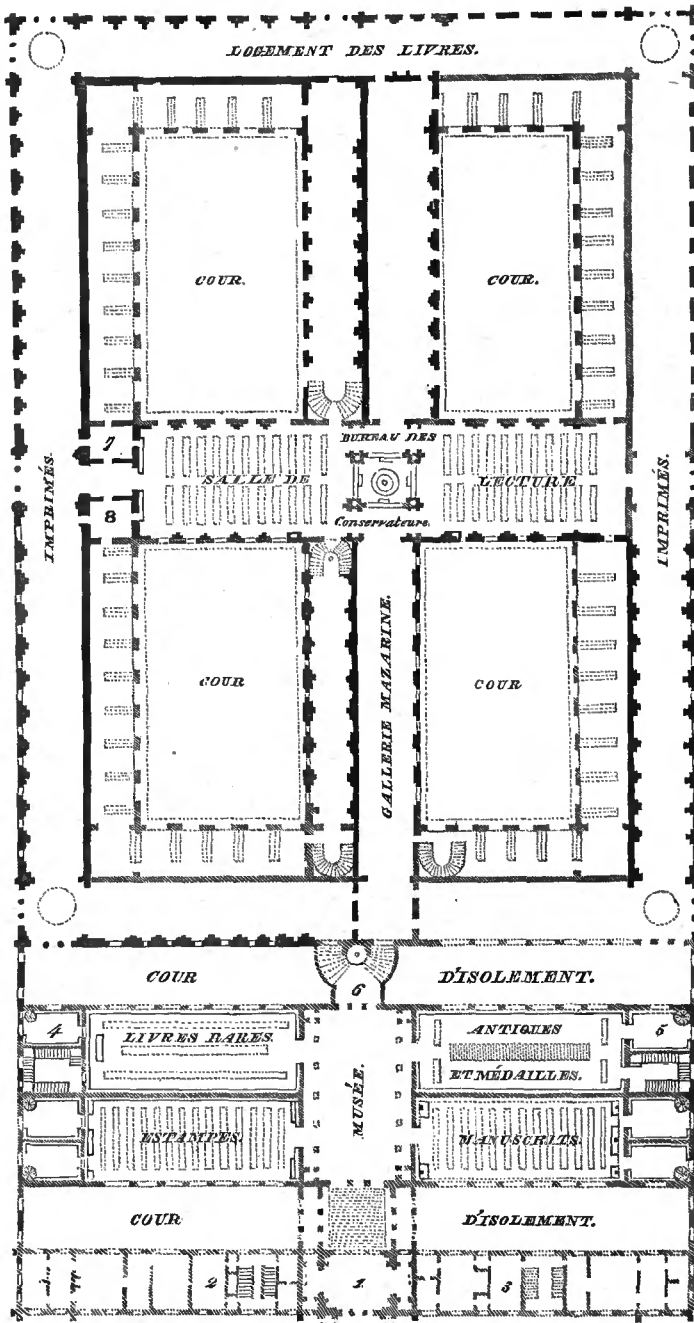 LOGEMENT DES LIVRES.
COUR.
COUR.
IMPRIMÉS.
7
8
BUREAU DES
SALLE DE
LECTURE
Conservateurs.
IMPRIMÉS.
COUR
COUR
GALLERIE MAZARINE.
COUR
6
D'ISOLEMENT.
4
LIVRES RARES.
MUSÉE.
ANTIQUES
ET MÉDAILLES.
5
ESTAMPES.
MANUSCRITS.
COUR
D'ISOLEMENT.
2
1
3